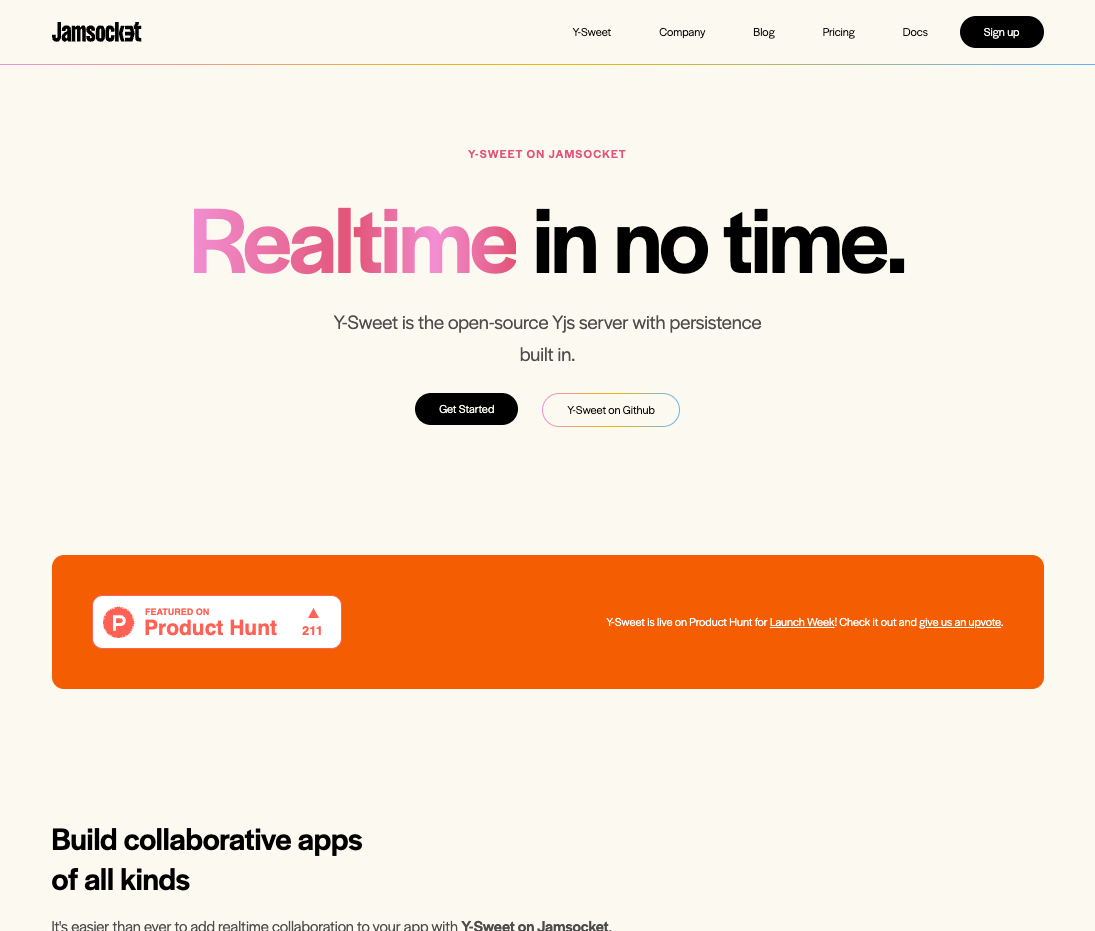 Jamsocket
Y-Sweet
Company
Blog
Pricing
Docs
Sign up
Y-SWEET ON JAMSOCKET
Realtime in no time.
Y-Sweet is the open-source Yjs server with persistence
built in.
Get Started
Y-Sweet on Github
P
FEATURED ON
Product Hunt
▲
211
Y-Sweet is live on Product Hunt for Launch Week! Check it out and give us an upvote.
Build collaborative apps
of all kinds
It's easier than ever to add realtime collaboration to your app with Y-Sweet on Jamsocket.